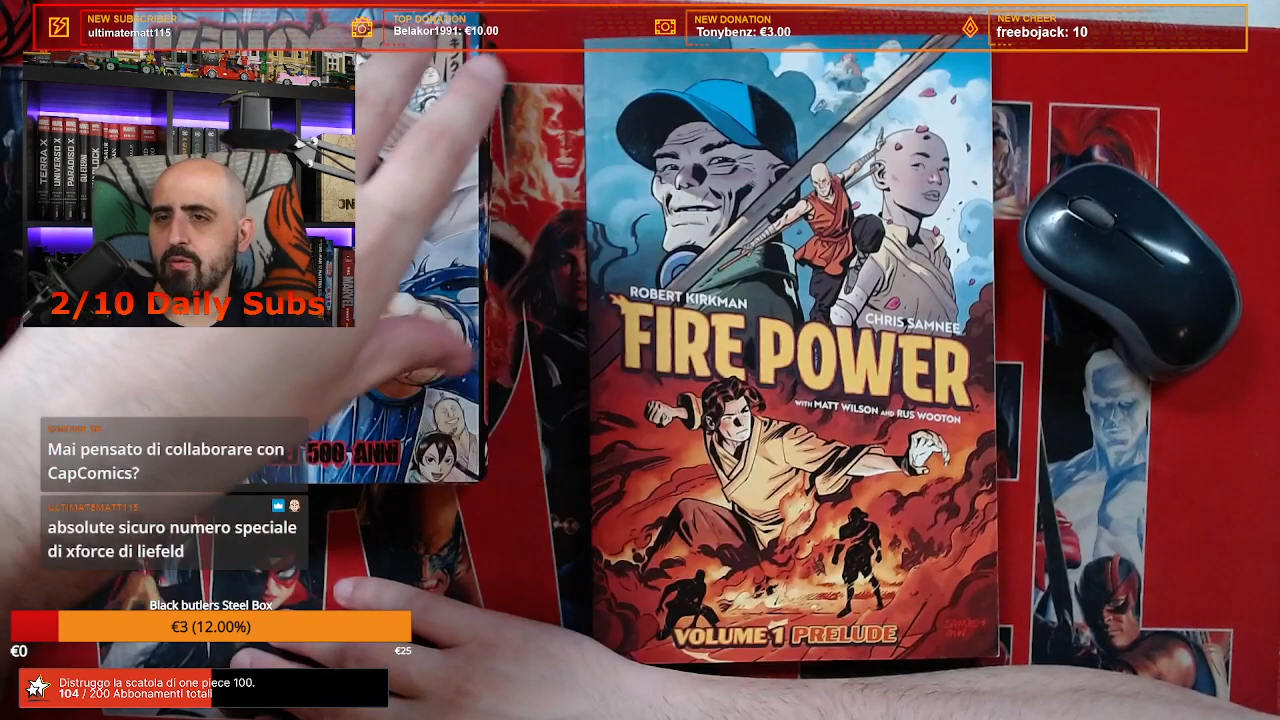 NEW SUBSCRIBER
ultimatematt115
TOP DONATION
Belakor1991: €10.00
NEW DONATION
Tonybenz: €3.00
NEW CHEER
freebojack: 10
TERRA X
UNIVERSO X
PARADISO X
2/10 Daily Subs
ROBERT KIRKMAN
CHRIS SAMNEE
FIRE POWER
WITH MATT WILSON AND RUS WOOTON
VOLUME 1 PRELUDE
500 ANNI
Mai pensato di collaborare con
CapComics?
ULTIMATEMATT115
absolute sicuro numero speciale
di xforce di liefeld
Black butlers Steel Box
€3 (12.00%)
€0
€25
Distruggo la scatola di one piece 100.
104 / 200 Abbonamenti totali